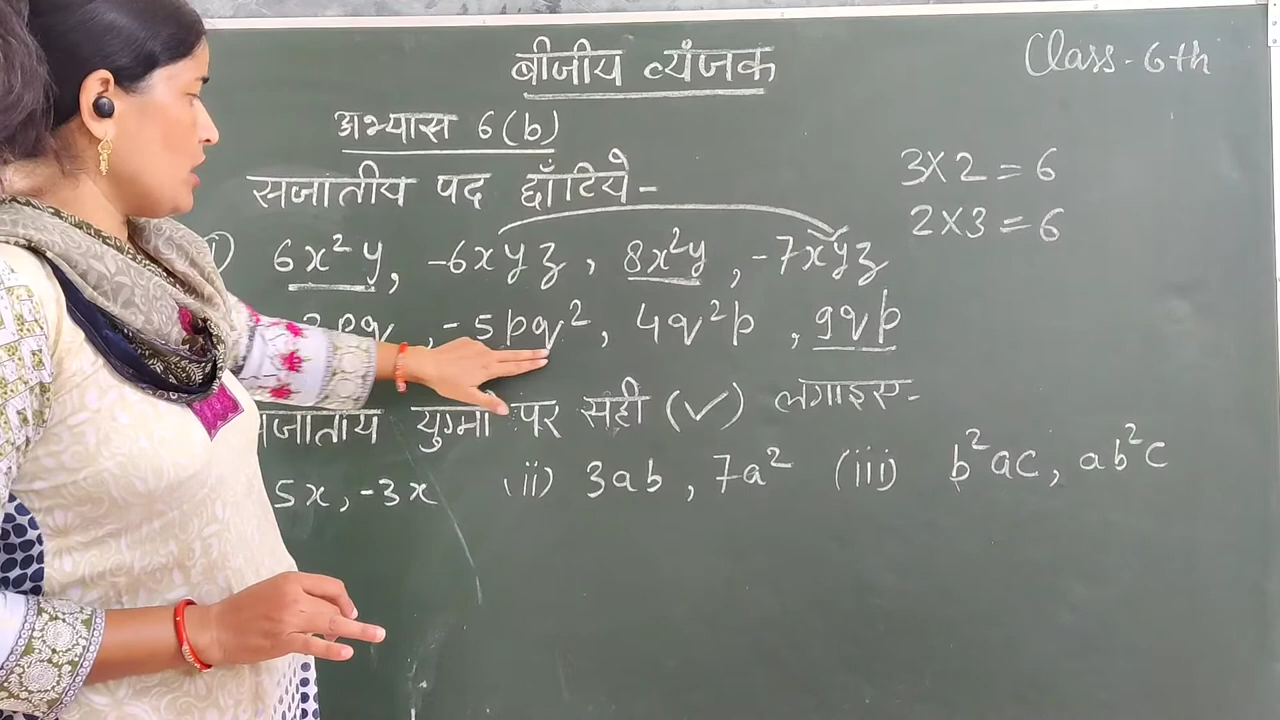 बीजीय व्यंजक
Class-6th
अभ्यास 6(b)
सजातीय पद छाँटिये-
3X2=6
2X3=6
6x²y, -6xyz, 8x²y, -7xyz
, -5pq², 4q²p, 9qp
युग्मों पर सही (✓) लगाइए-
5x, -3x (ii) 3ab, 7a² (iii) b²ac, ab²c